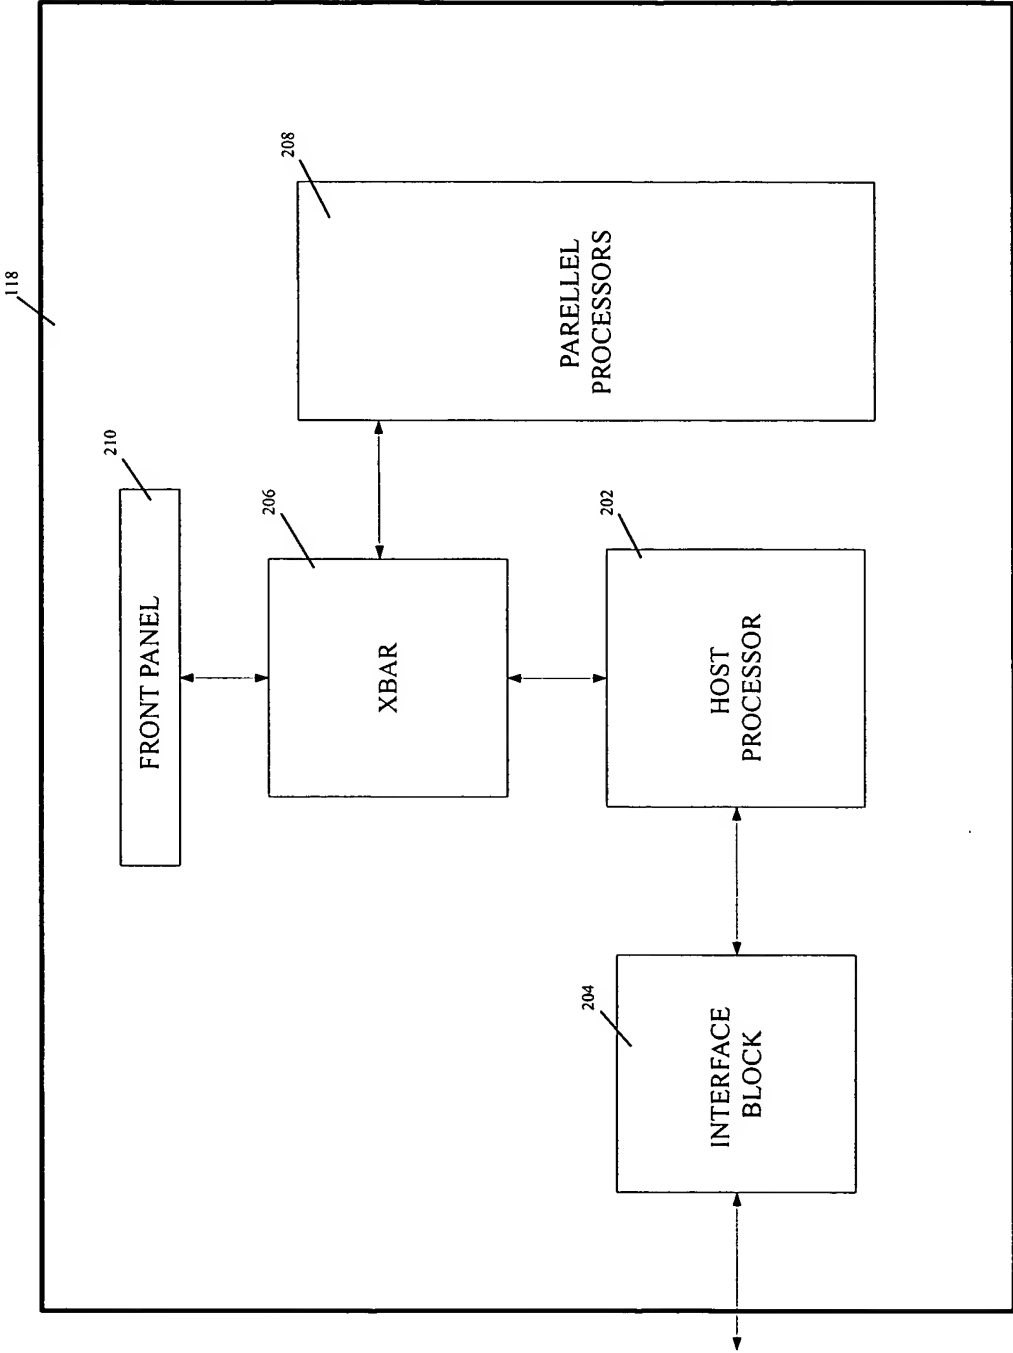 118
210
FRONT PANEL
208
PARELLEL
PROCESSORS
206
XBAR
202
HOST
PROCESSOR
204
INTERFACE
BLOCK